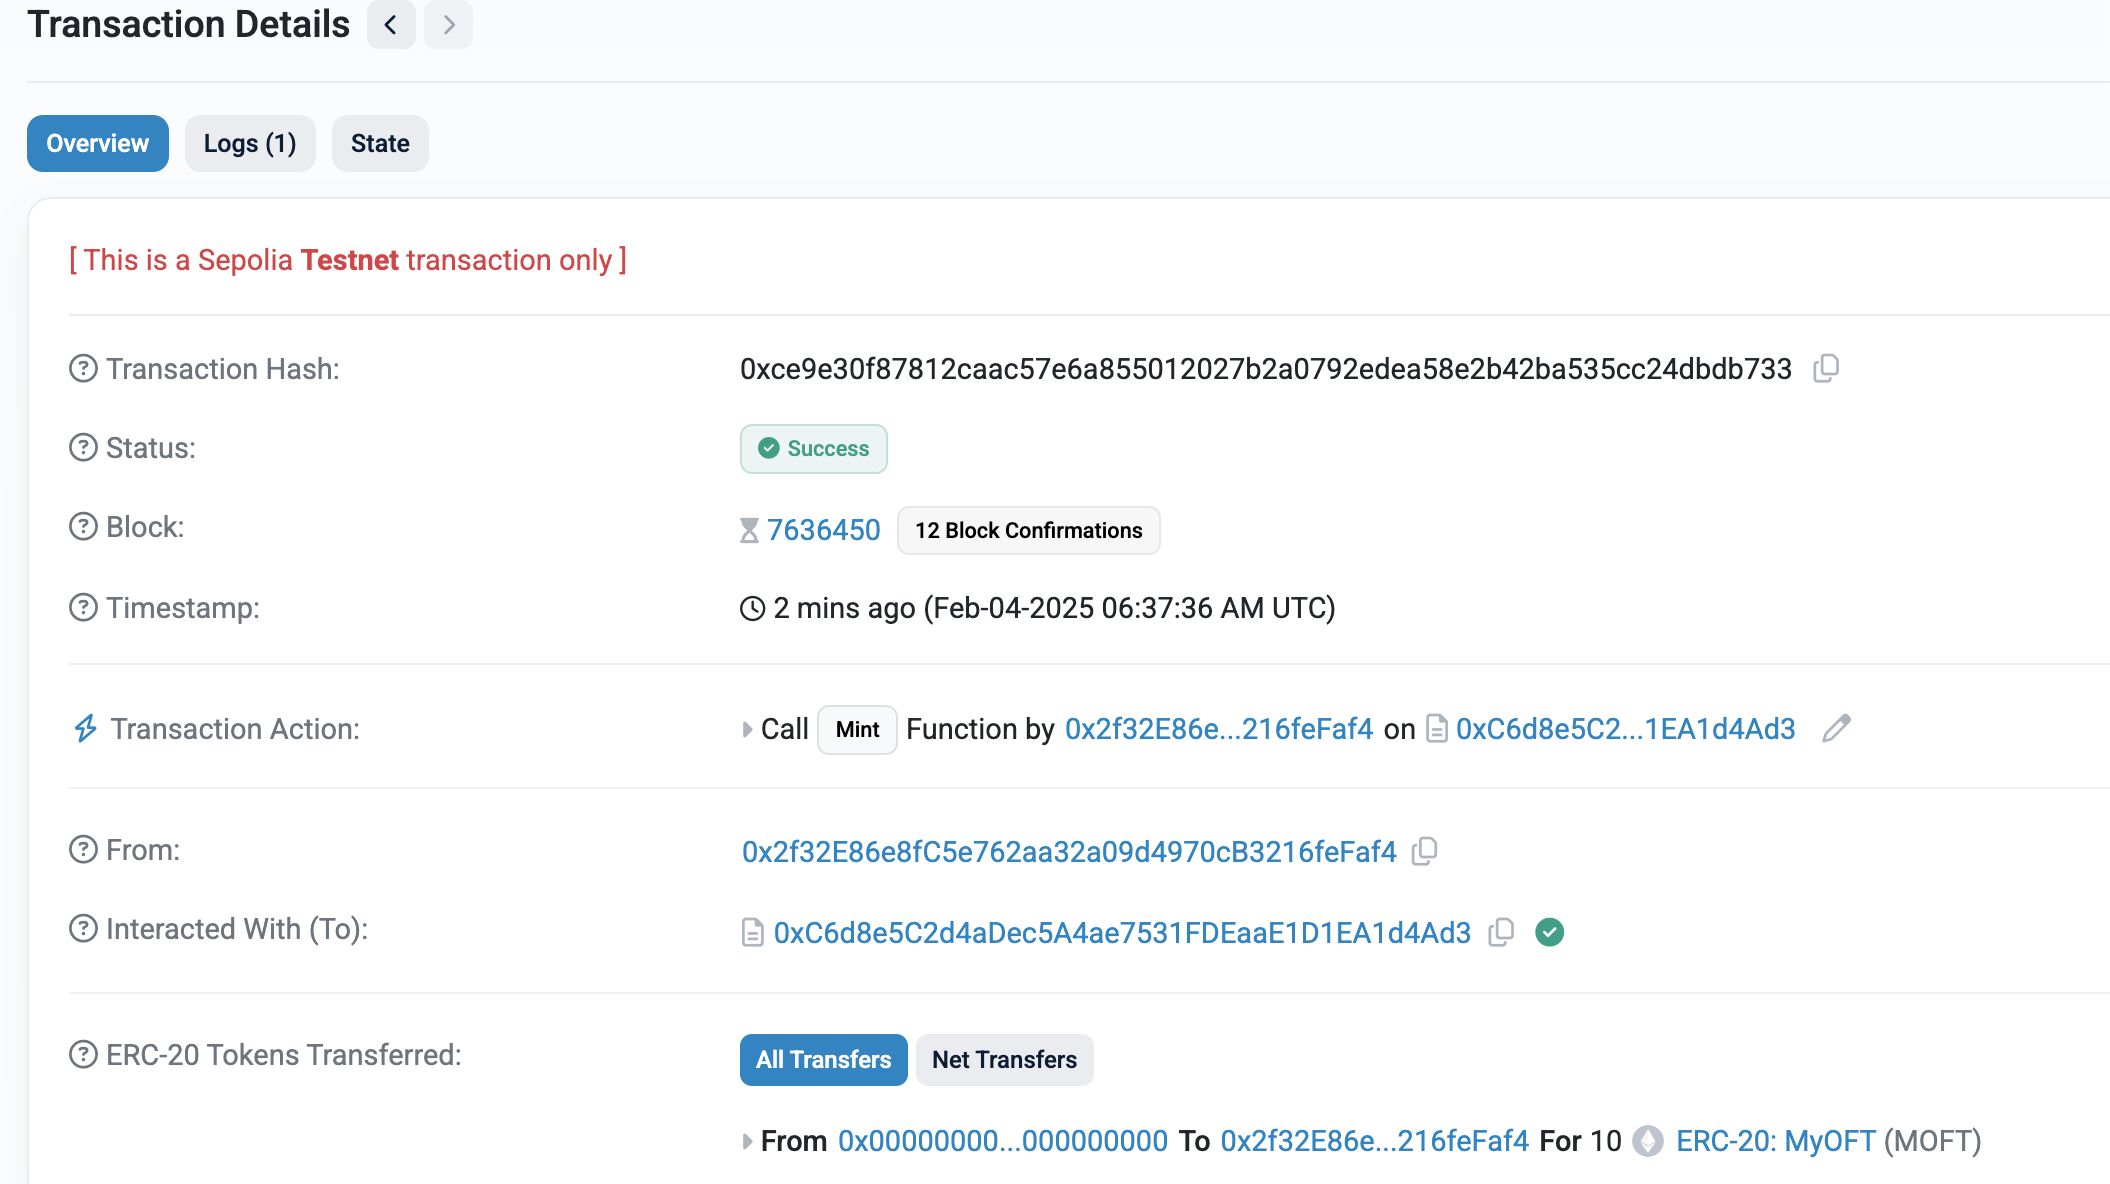 Transaction Details
Overview Logs (1) State
[ This is a Sepolia Testnet transaction only ]
Transaction Hash: 0xce9e30f87812caac57e6a855012027b2a0792edea58e2b42ba535cc24dbdb733
Status: Success
Block: 7636450 12 Block Confirmations
Timestamp: 2 mins ago (Feb-04-2025 06:37:36 AM UTC)
Transaction Action: Call Mint Function by 0x2f32E86e...216feFaf4 on 0xC6d8e5C2...1EA1d4Ad3
From: 0x2f32E86e8fC5e762aa32a09d4970cB3216feFaf4
Interacted With (To): 0xC6d8e5C2d4aDec5A4ae7531FDEaaE1D1EA1d4Ad3
ERC-20 Tokens Transferred: All Transfers Net Transfers
From 0x00000000...000000000 To 0x2f32E86e...216feFaf4 For 10 ERC-20: MyOFT (MOFT)